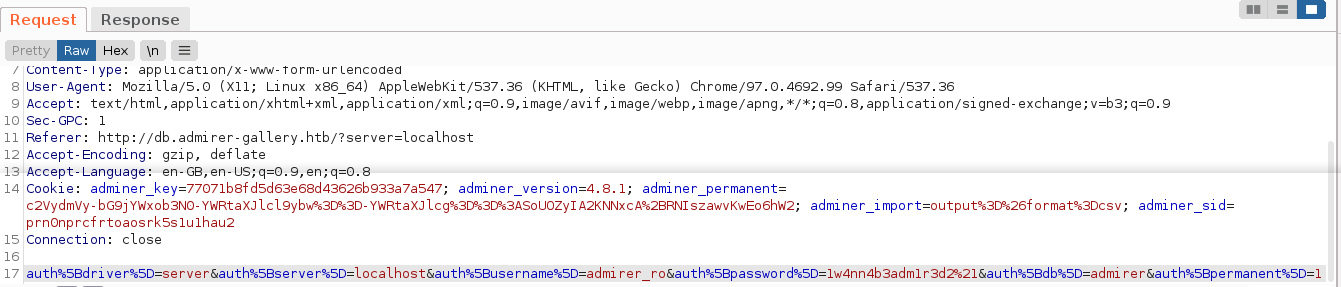 Request Response
Pretty Raw Hex \n
7 Content-Type: application/x-www-form-urlencoded
8 User-Agent: Mozilla/5.0 (X11; Linux x86_64) AppleWebKit/537.36 (KHTML, like Gecko) Chrome/97.0.4692.99 Safari/537.36
9 Accept: text/html,application/xhtml+xml,application/xml;q=0.9,image/avif,image/webp,image/apng,*/*;q=0.8,application/signed-exchange;v=b3;q=0.9
10 Sec-GPC: 1
11 Referer: http://db.admirer-gallery.htb/?server=localhost
12 Accept-Encoding: gzip, deflate
13 Accept-Language: en-GB,en-US;q=0.9,en;q=0.8
14 Cookie: adminer_key=77071b8fd5d63e68d43626b933a7a547; adminer_version=4.8.1; adminer_permanent=
c2VydmVy-bG9jYWxob3N0-YWRtaXJlcl9ybw%3D%3D-YWRtaXJlcg%3D%3D%3ASoUOZyIA2KNNxcA%2BRNIszawvKwEo6hW2; adminer_import=output%3D%26format%3Dcsv; adminer_sid=
prn0nprcfrtoaosrk5s1u1hau2
15 Connection: close
16
17 auth%5Bdriver%5D=server&auth%5Bserver%5D=localhost&auth%5Busername%5D=admirer_ro&auth%5Bpassword%5D=1w4nn4b3adm1r3d2%21&auth%5Bdb%5D=admirer&auth%5Bpermanent%5D=1